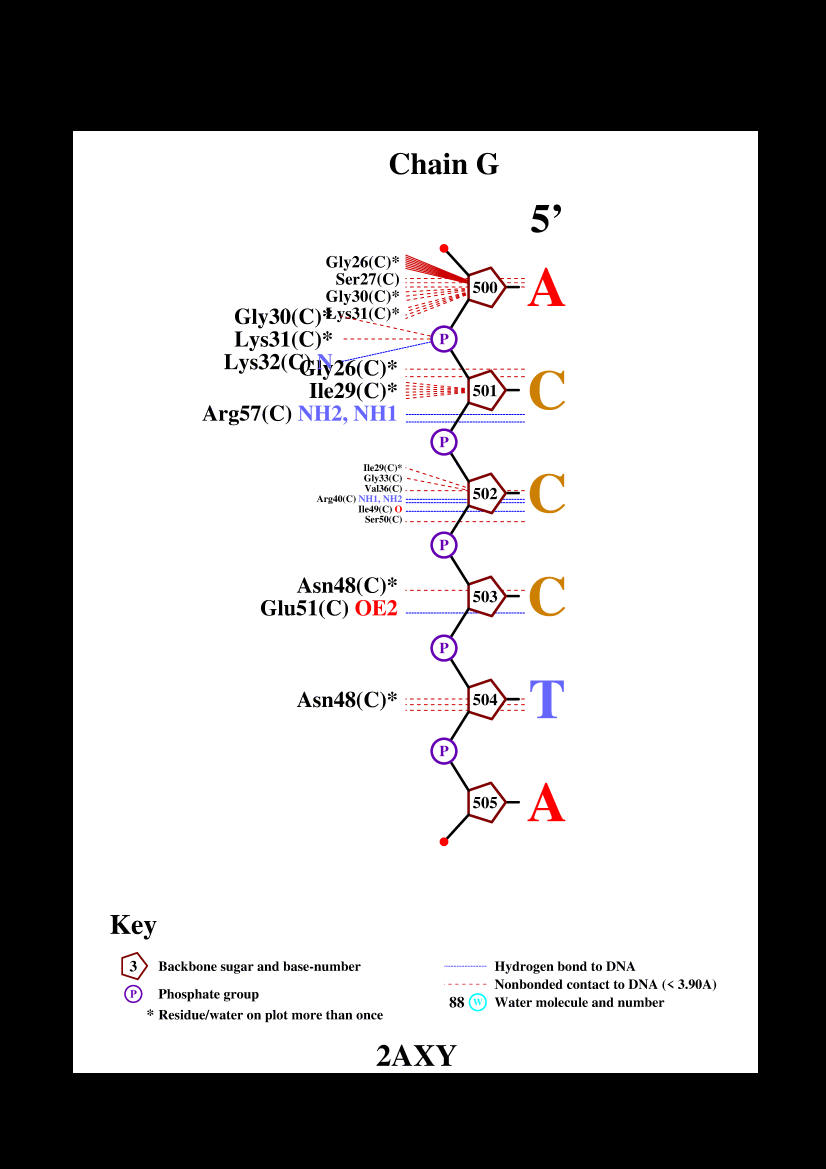 Chain G
5’
Gly26(C)*
Ser27(C)
500 A
Gly30(C)*
Lys31(C)*
Gly30(C)*
Lys31(C)*
P
Lys32(C) N
Gly26(C)*
Ile29(C)*
501 C
Arg57(C) NH2, NH1
P
Ile29(C)*
Gly33(C)
Val36(C)
502 C
Arg40(C) NH1, NH2
Ile49(C) O
Ser50(C)
P
Asn48(C)*
503 C
Glu51(C) OE2
P
Asn48(C)*
504 T
P
505 A
Key
3 Backbone sugar and base-number
P Phosphate group
* Residue/water on plot more than once
Hydrogen bond to DNA
Nonbonded contact to DNA (< 3.90A)
88 W Water molecule and number
2AXY